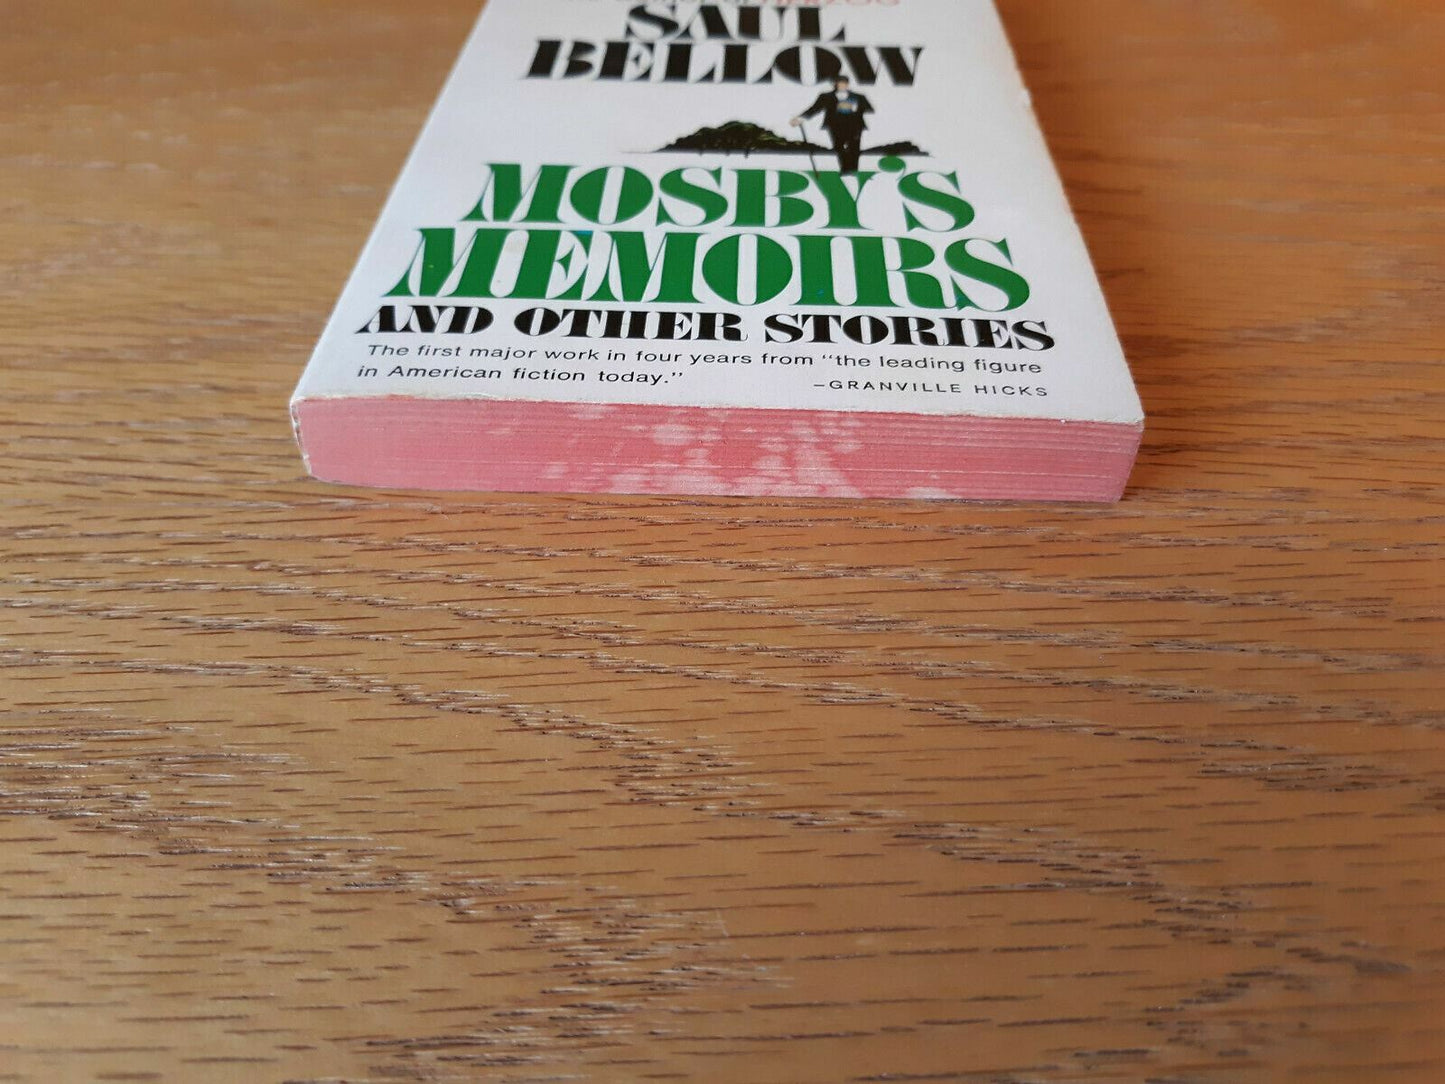 HERZOG
SAUL
BELLOW
MOSBY'S
MEMOIRS
AND OTHER STORIES
The first major work in four years from "the leading figure
in American fiction today."
–GRANVILLE HICKS